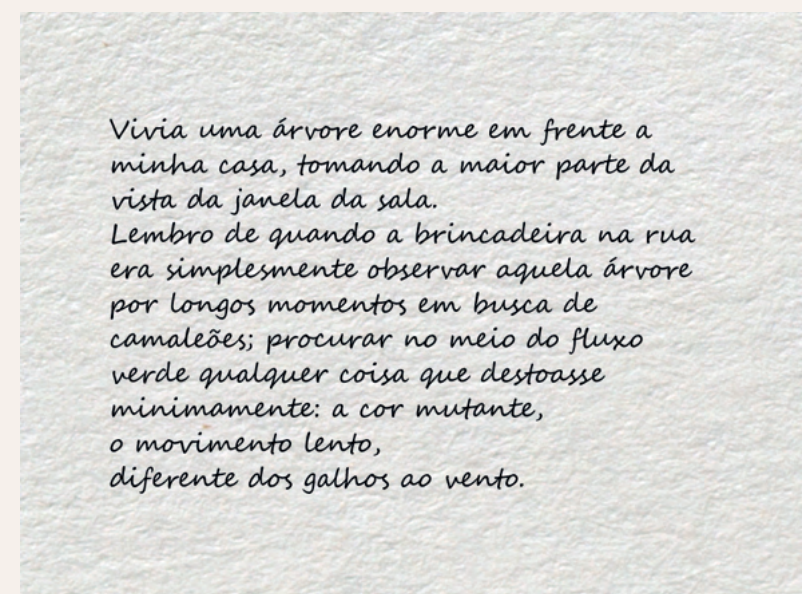 Vivia uma árvore enorme em frente a
minha casa, tomando a maior parte da
vista da janela da sala.
Lembro de quando a brincadeira na rua
era simplesmente observar aquela árvore
por longos momentos em busca de
camaleões; procurar no meio do fluxo
verde qualquer coisa que destoasse
minimamente: a cor mutante,
o movimento lento,
diferente dos galhos ao vento.